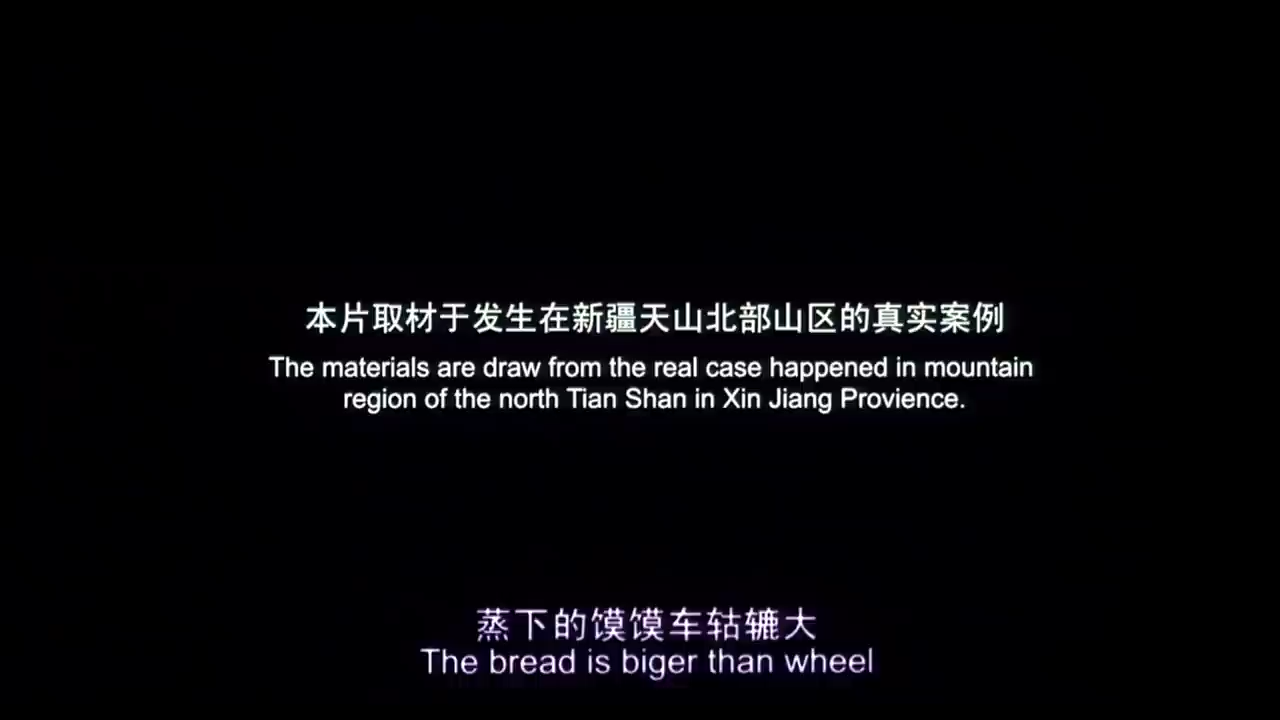 本片取材于发生在新疆天山北部山区的真实案例
The materials are draw from the real case happened in mountain
region of the north Tian Shan in Xin Jiang Provience.
蒸下的馍馍车轱辘大
The bread is biger than wheel